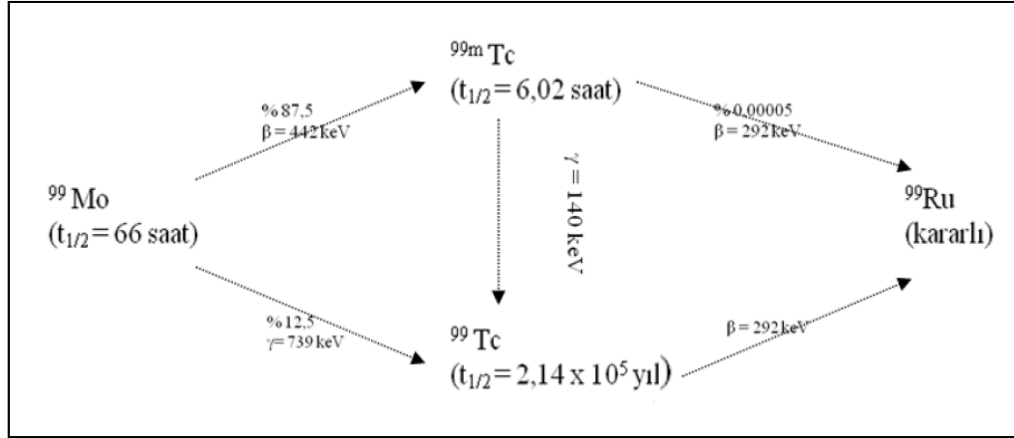 ⁹⁹ᵐTc
(t₁/₂ = 6,02 saat)
% 87,5
β = 442 keV
% 0,00005
β = 292 keV
⁹⁹Mo
(t₁/₂ = 66 saat)
γ = 140 keV
⁹⁹Ru
(kararlı)
% 12,5
γ = 739 keV
⁹⁹Tc
(t₁/₂ = 2,14 x 10⁵ yıl)
β = 292 keV